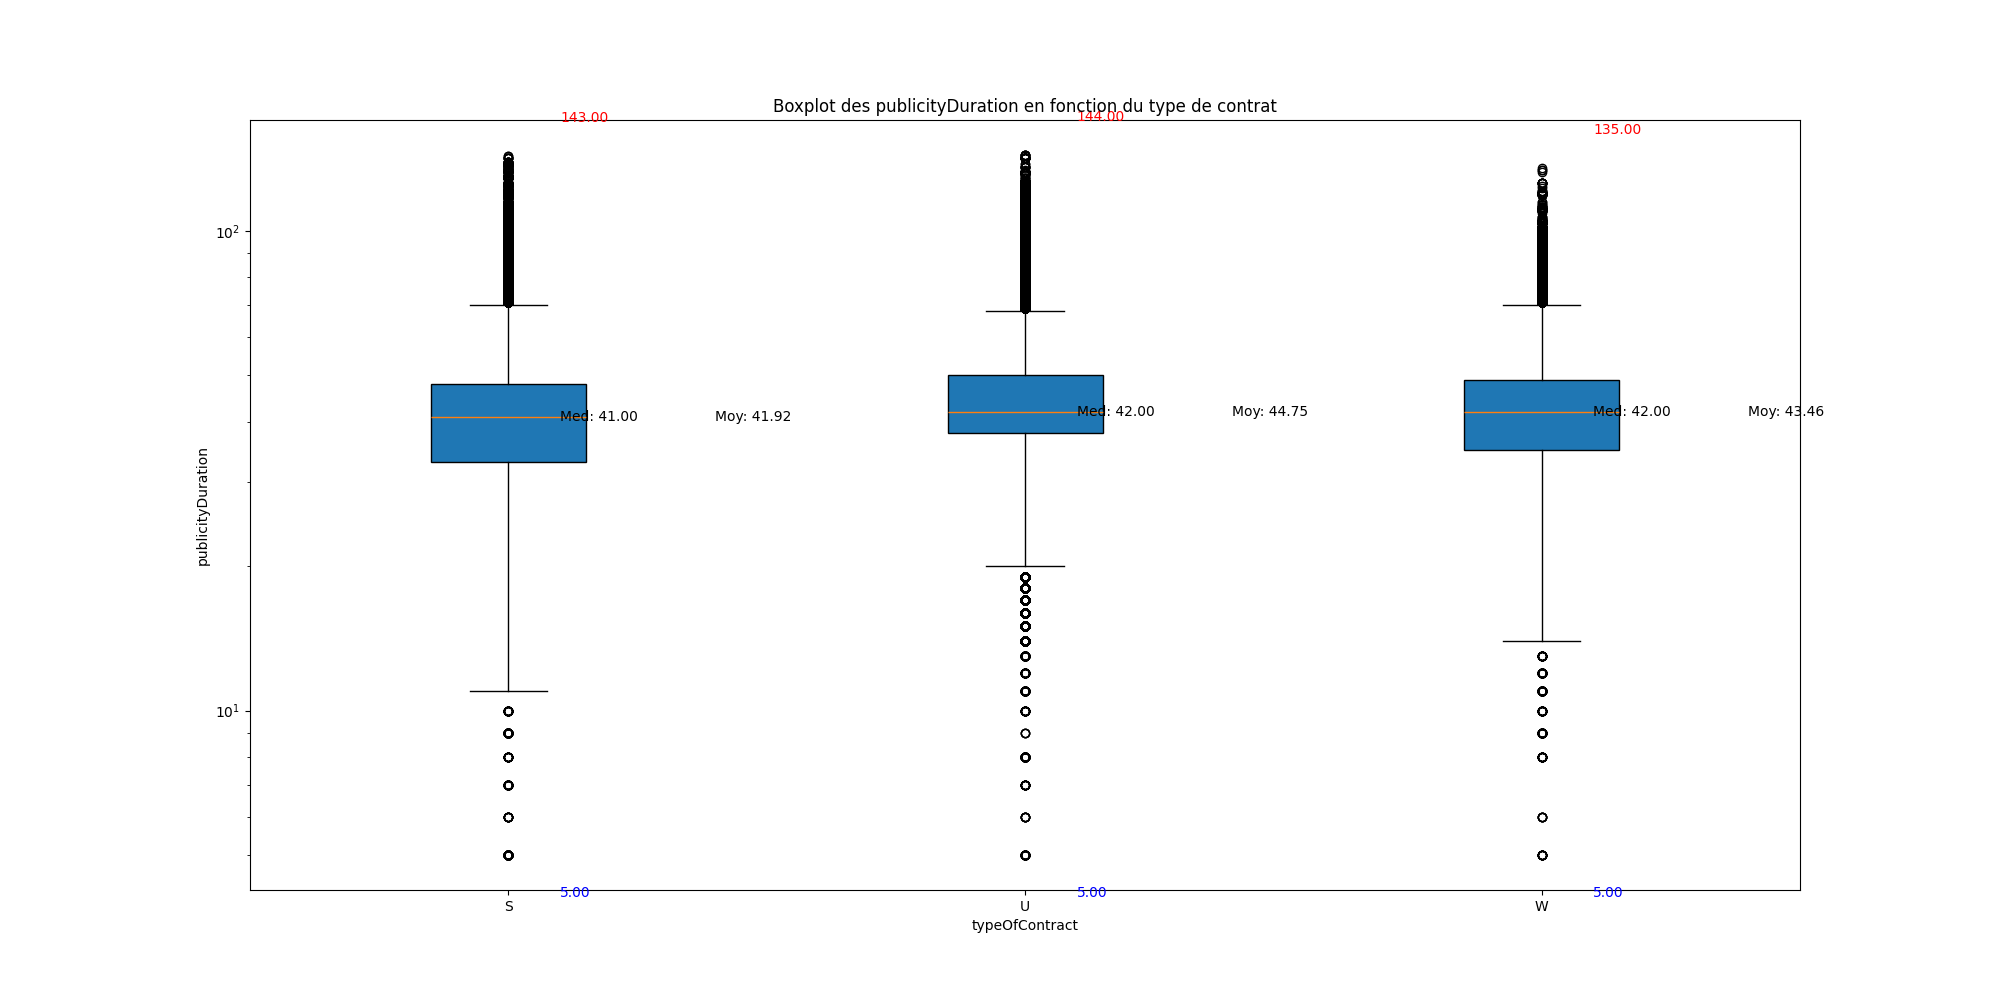 Boxplot des publicityDuration en fonction du type de contrat
143.00
144.00
135.00
10²
Med: 41.00
Moy: 41.92
Med: 42.00
Moy: 44.75
Med: 42.00
Moy: 43.46
publicityDuration
10¹
5.00
5.00
5.00
S
U
W
typeOfContract